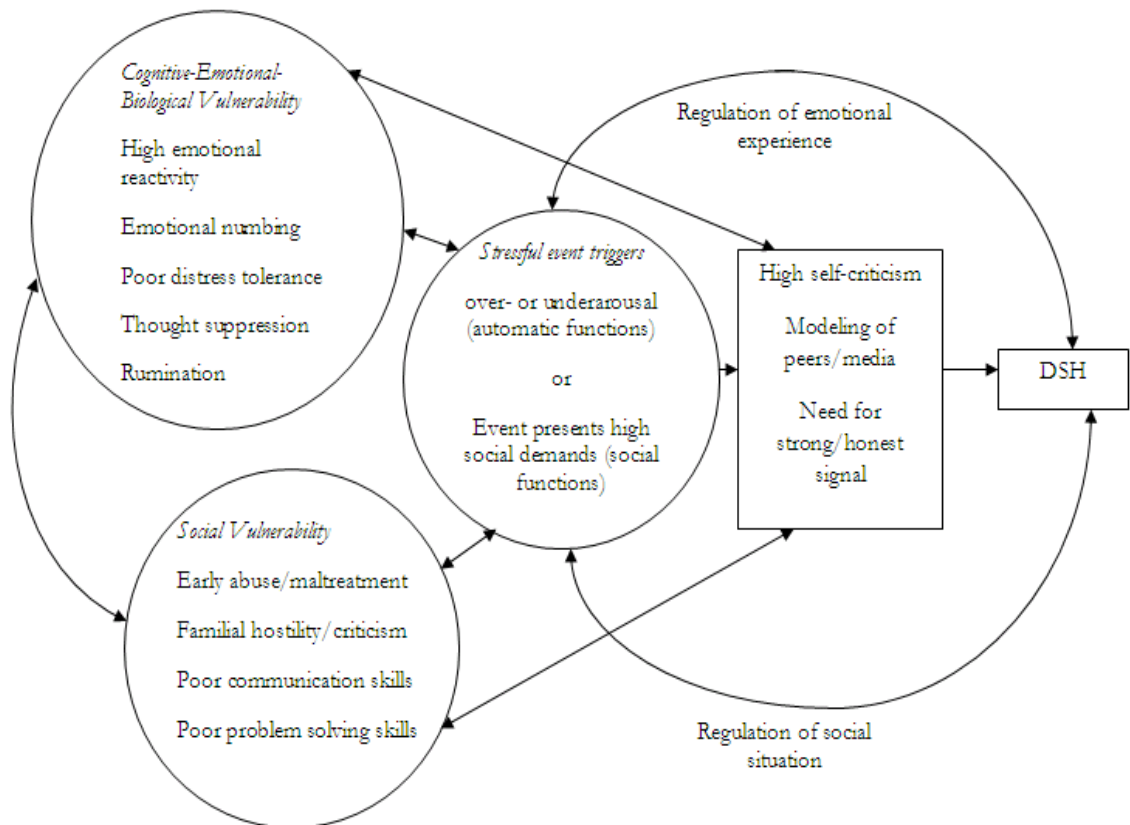 Cognitive-Emotional-
Biological Vulnerability
High emotional
reactivity
Emotional numbing
Poor distress tolerance
Thought suppression
Rumination
Regulation of emotional
experience
Stressful event triggers
over- or underarousal
(automatic functions)
or
Event presents high
social demands (social
functions)
High self-criticism
Modeling of
peers/media
Need for
strong/honest
signal
DSH
Social Vulnerability
Early abuse/maltreatment
Familial hostility/criticism
Poor communication skills
Poor problem solving skills
Regulation of social
situation